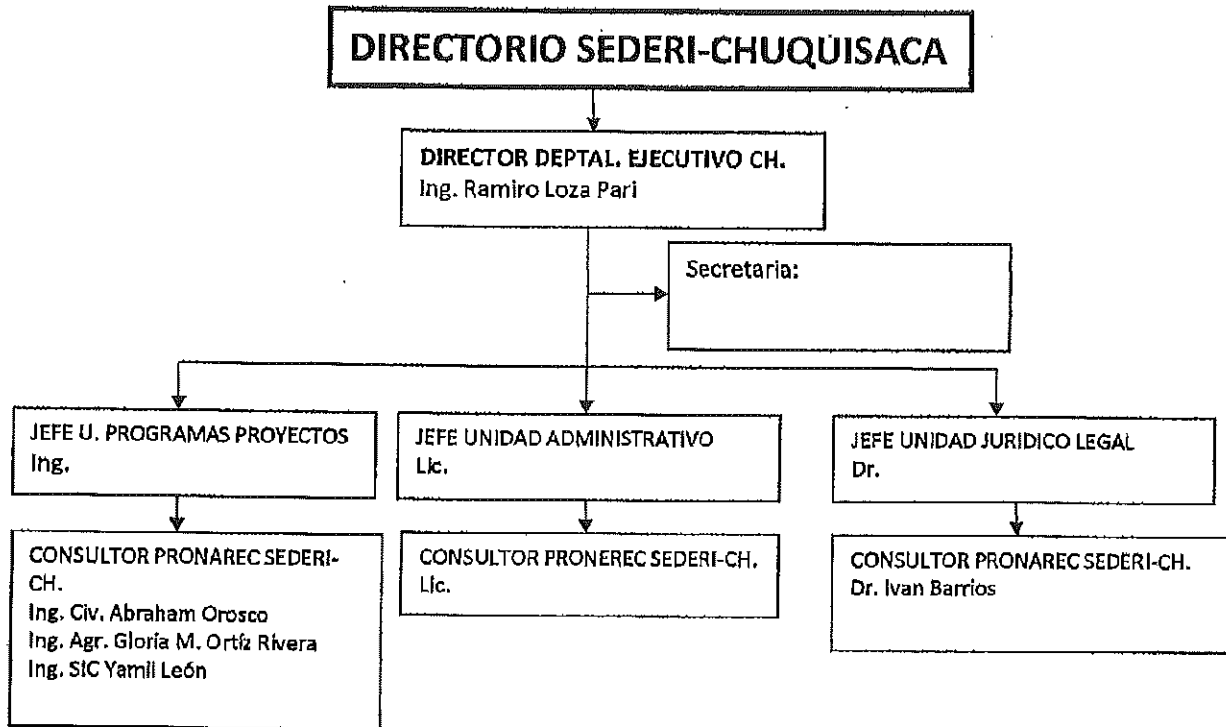 DIRECTORIO SEDERI-CHUQUISACA
DIRECTOR DEPTAL. EJECUTIVO CH.
Ing. Ramiro Loza Pari
Secretaria:
JEFE U. PROGRAMAS PROYECTOS
Ing.
JEFE UNIDAD ADMINISTRATIVO
Lic.
JEFE UNIDAD JURIDICO LEGAL
Dr.
CONSULTOR PRONAREC SEDERI-
CH.
Ing. Civ. Abraham Orosco
Ing. Agr. Gloria M. Ortíz Rivera
Ing. SIC Yamil León
CONSULTOR PRONEREC SEDERI-CH.
Lic.
CONSULTOR PRONAREC SEDERI-CH.
Dr. Ivan Barrios